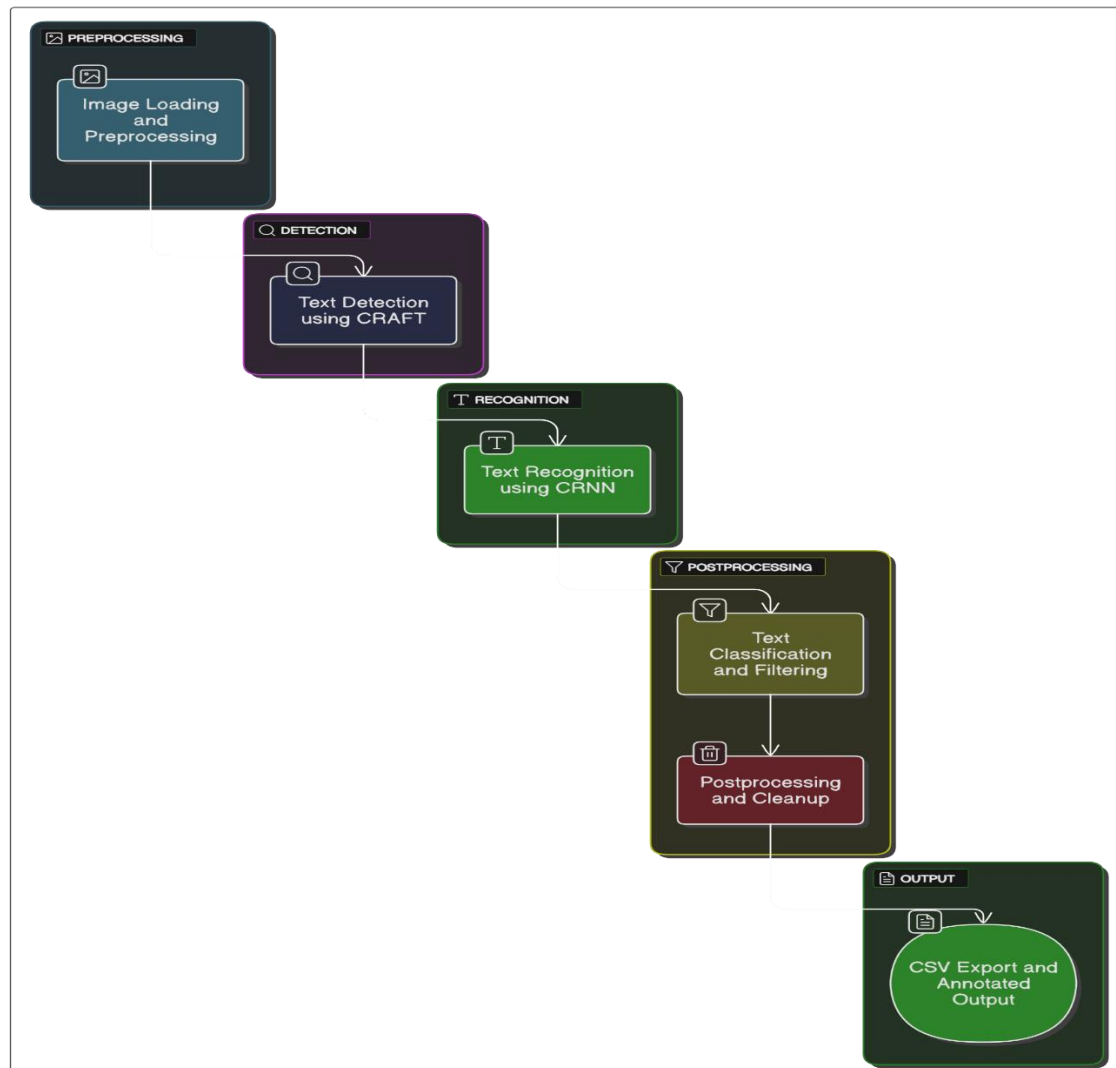 PREPROCESSING
Image Loading
and
Preprocessing
DETECTION
Text Detection
using CRAFT
T RECOGNITION
T
Text Recognition
using CRNN
POSTPROCESSING
Text
Classification
and Filtering
Postprocessing
and Cleanup
OUTPUT
CSV Export and
Annotated
Output